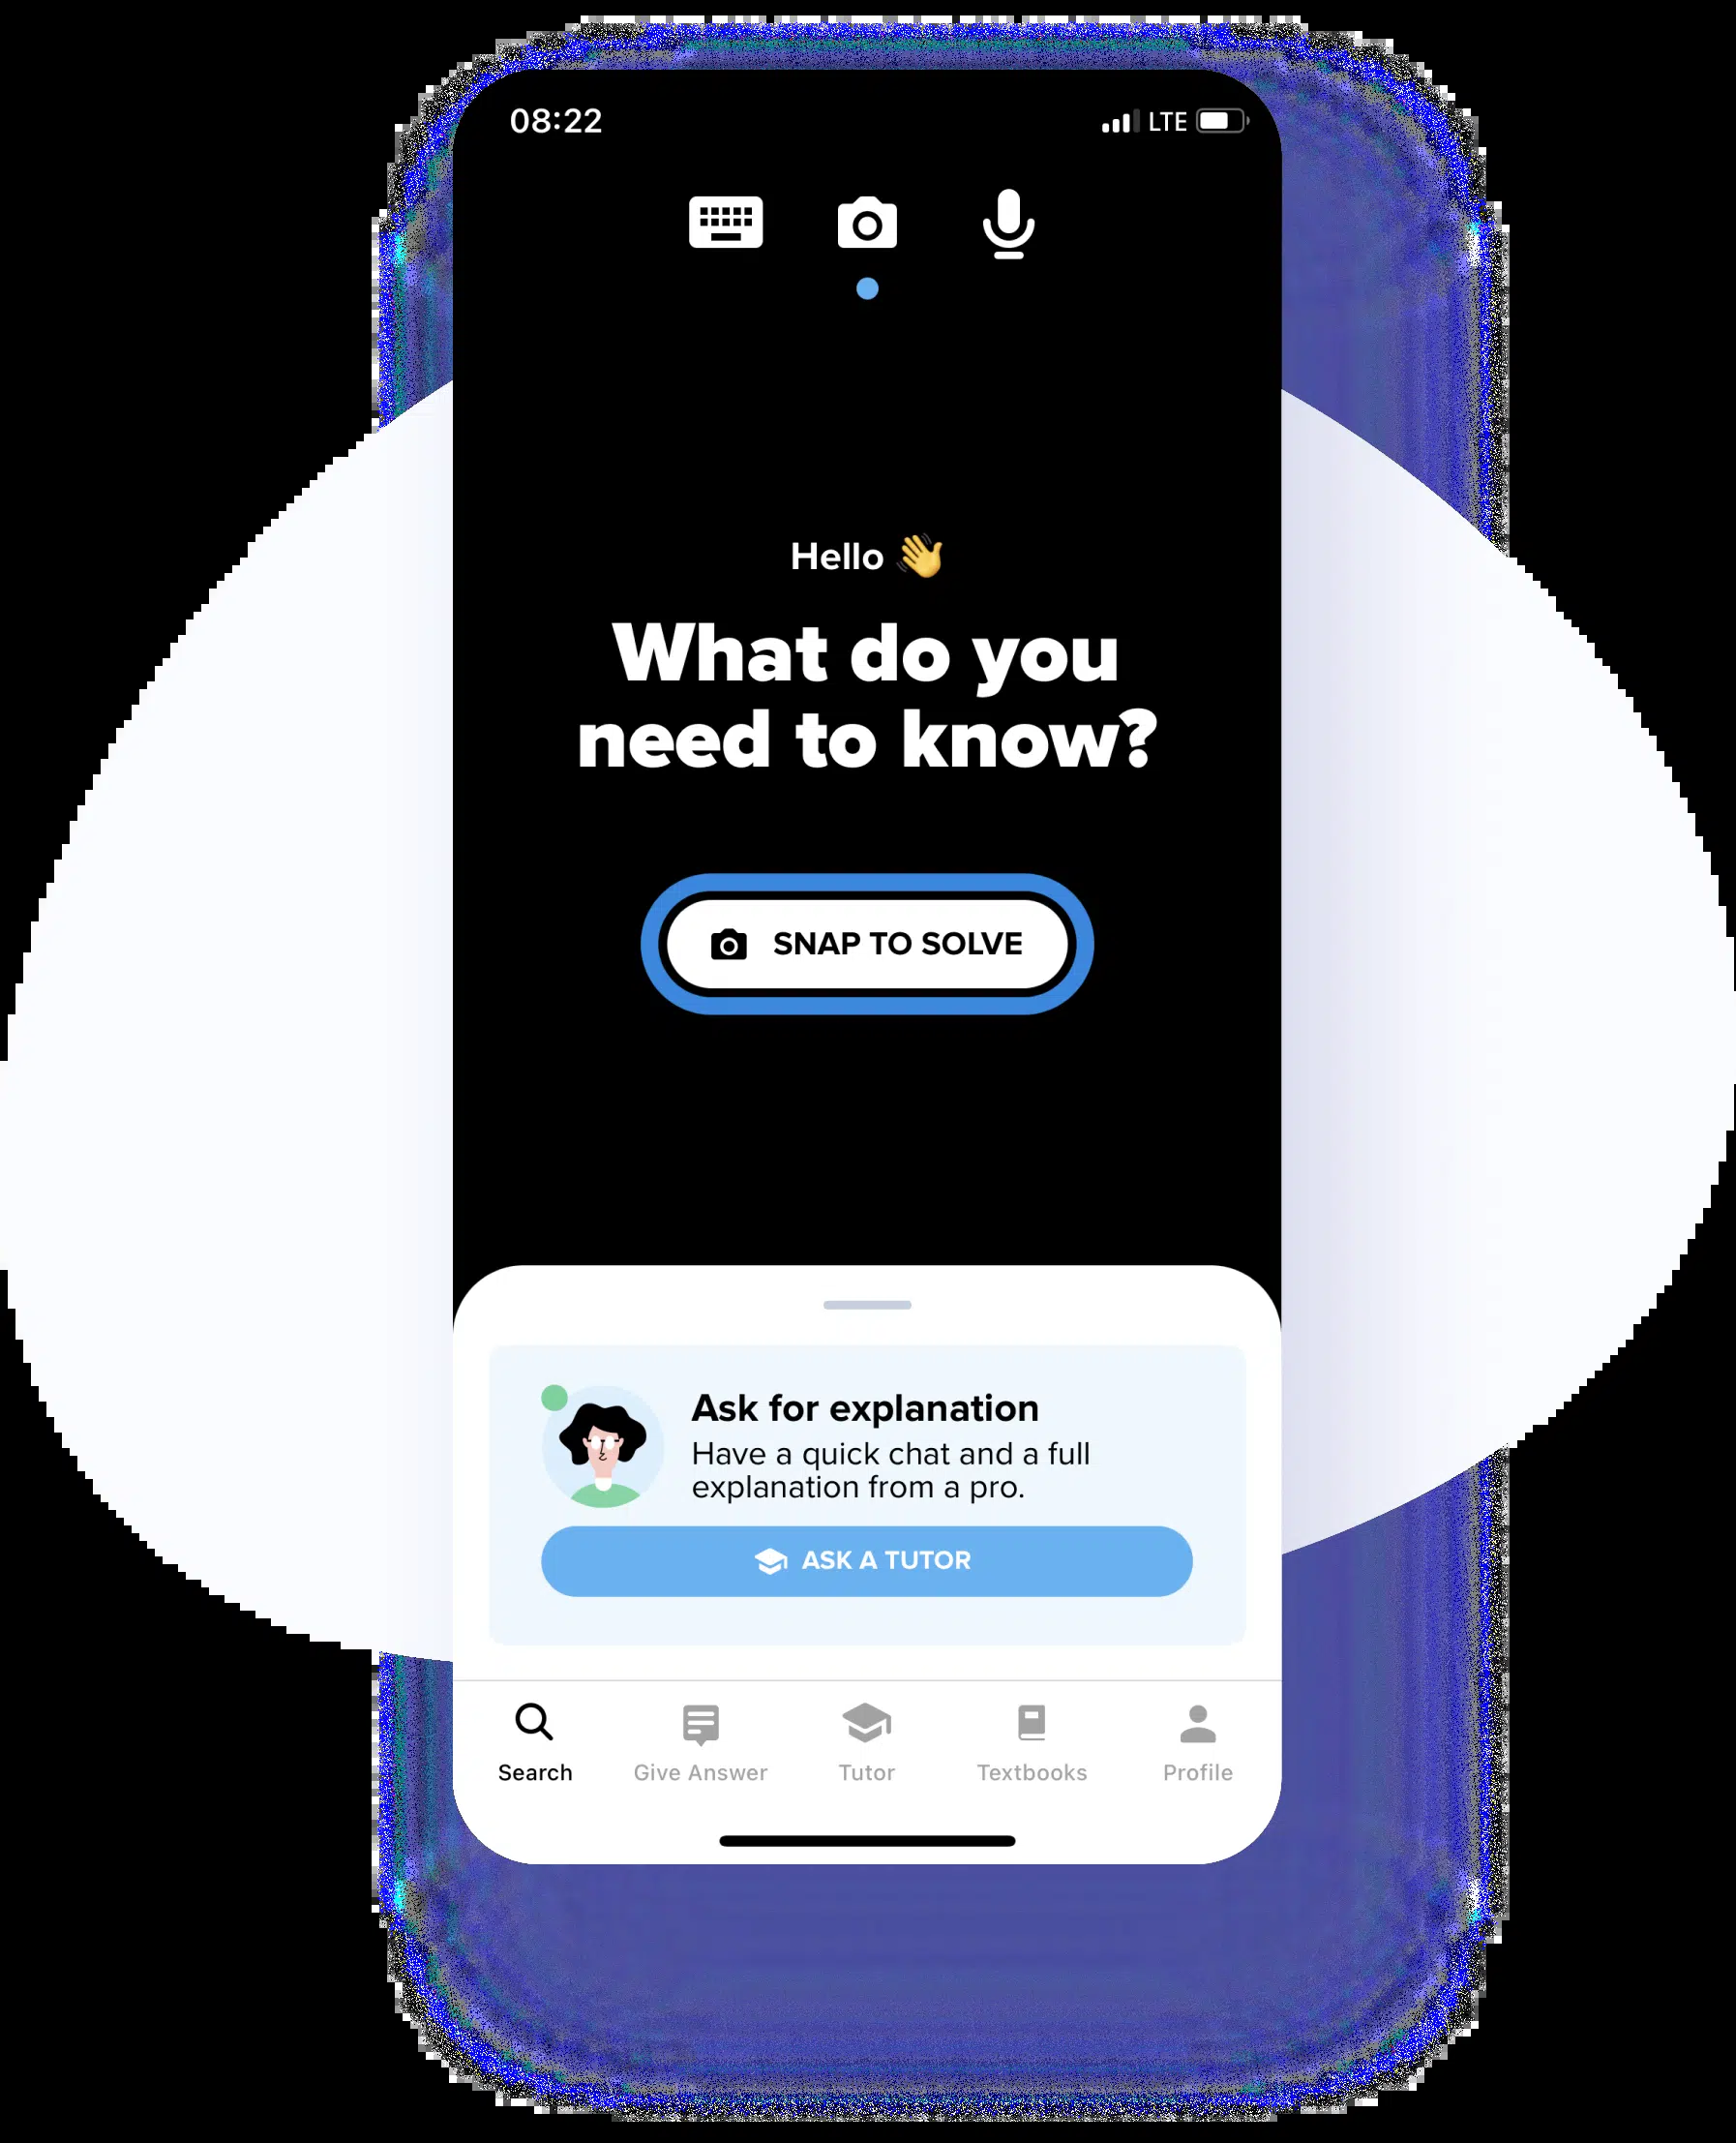 08:22 LTE
Hello 👋
What do you
need to know?
SNAP TO SOLVE
Ask for explanation
Have a quick chat and a full
explanation from a pro.
ASK A TUTOR
Search Give Answer Tutor Textbooks Profile